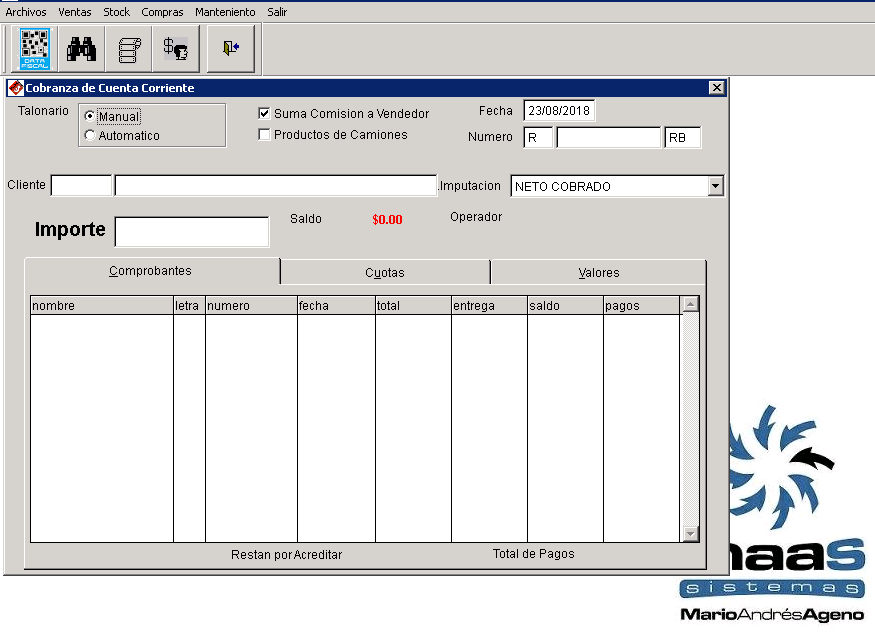 Archivos Ventas Stock Compras Manteniento Salir
DATA FISCAL
Cobranza de Cuenta Corriente
Talonario
Manual
Automatico
Suma Comision a Vendedor
Productos de Camiones
Fecha 23/08/2018
Numero R RB
Cliente
.Imputacion NETO COBRADO
Importe
Saldo $0.00
Operador
Comprobantes Cuotas Valores
nombre letra numero fecha total entrega saldo pagos
Restan por Acreditar Total de Pagos
naas
sistemas
MarioAndrésAgeno